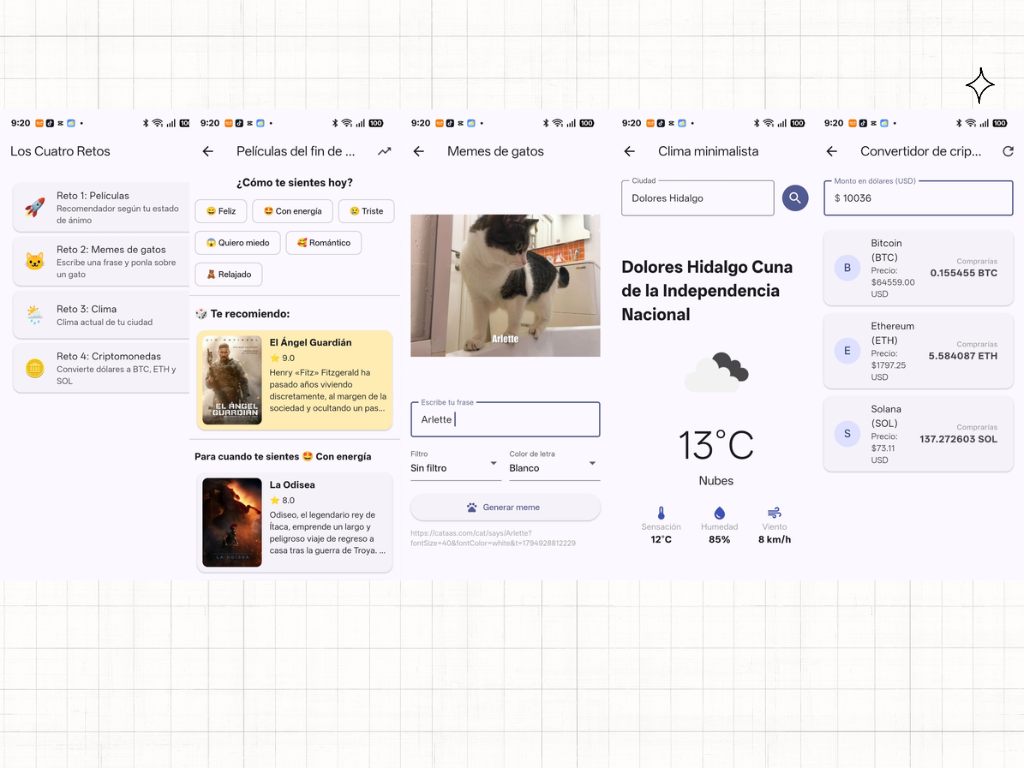 9:20
100
Los Cuatro Retos
Reto 1: Películas
Recomendador según tu estado
de ánimo
Reto 2: Memes de gatos
Escribe una frase y ponla sobre
un gato
Reto 3: Clima
Clima actual de tu ciudad
Reto 4: Criptomonedas
Convierte dólares a BTC, ETH y
SOL
9:20
100
Películas del fin de ...
¿Cómo te sientes hoy?
Feliz
Con energía
Triste
Quiero miedo
Romántico
Relajado
Te recomiendo:
EL ÁNGEL
GUARDIÁN
El Ángel Guardián
9.0
Henry «Fitz» Fitzgerald ha
pasado años viviendo
discretamente, al margen de la
sociedad y ocultando un pas...
Para cuando te sientes 🤩 Con energía
LA ODISEA
La Odisea
8.0
Odiseo, el legendario rey de
Ítaca, emprende un largo y
peligroso viaje de regreso a
casa tras la guerra de Troya. ...
9:20
100
Memes de gatos
Arlette
Escribe tu frase
Arlette
Filtro
Sin filtro
Color de letra
Blanco
Generar meme
https://cataas.com/cat/says/Arlette?
fontSize=40&fontColor=white&t=1794928812229
9:20
100
Clima minimalista
Ciudad
Dolores Hidalgo
Dolores Hidalgo Cuna
de la Independencia
Nacional
13°C
Nubes
Sensación
12°C
Humedad
85%
Viento
8 km/h
9:20
100
Convertidor de crip...
Monto en dólares (USD)
$ 10036
B
Bitcoin
(BTC)
Precio:
$64559.00
USD
Comprarías
0.155455 BTC
E
Ethereum
(ETH)
Precio:
$1797.25
USD
Comprarías
5.584087 ETH
S
Solana
(SOL)
Precio:
$73.11
USD
Comprarías
137.272603 SOL